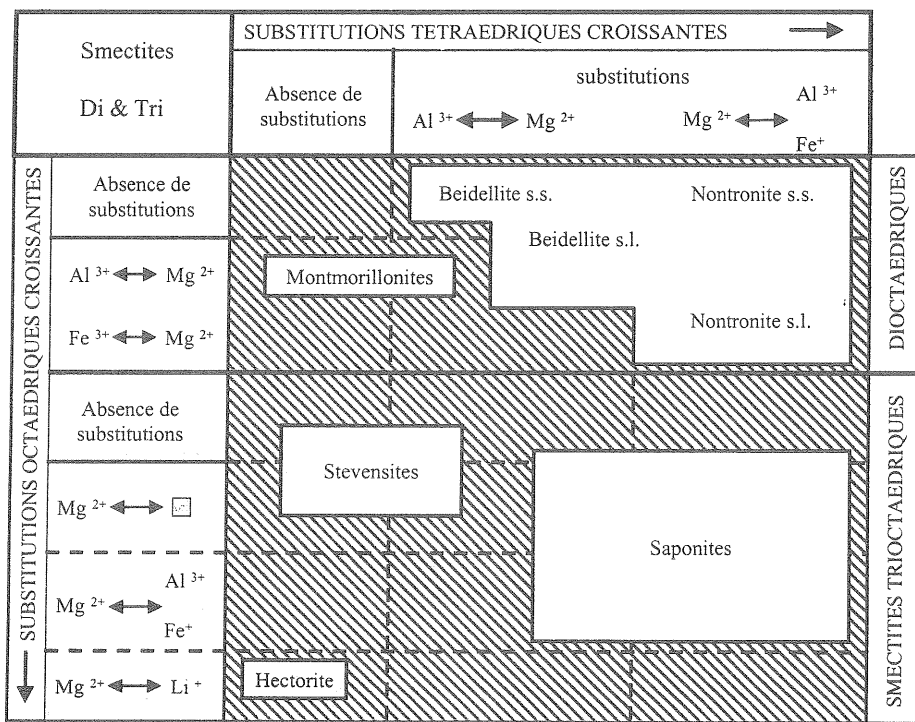 Smectites
Di & Tri
SUBSTITUTIONS TETRAEDRIQUES CROISSANTES
Absence de
substitutions
substitutions
Al 3+ Mg 2+
Mg 2+ Al 3+
Fe+
SUBSTITUTIONS OCTAEDRIQUES CROISSANTES
Absence de
substitutions
Al 3+ Mg 2+
Fe 3+ Mg 2+
Beidellite s.s.
Nontronite s.s.
Beidellite s.l.
Montmorillonites
Nontronite s.l.
DIOCTAEDRIQUES
Absence de
substitutions
Mg 2+
Mg 2+ Al 3+
Fe+
Mg 2+ Li +
Stevensites
Saponites
Hectorite
SMECTITES TRIOCTAEDRIQUES